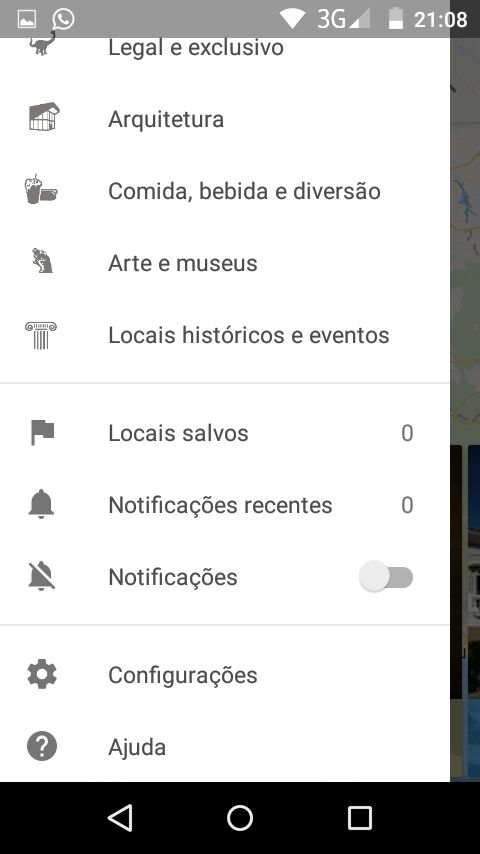 3G 21:08
Legal e exclusivo
Arquitetura
Comida, bebida e diversão
Arte e museus
Locais históricos e eventos
Locais salvos 0
Notificações recentes 0
Notificações
Configurações
Ajuda